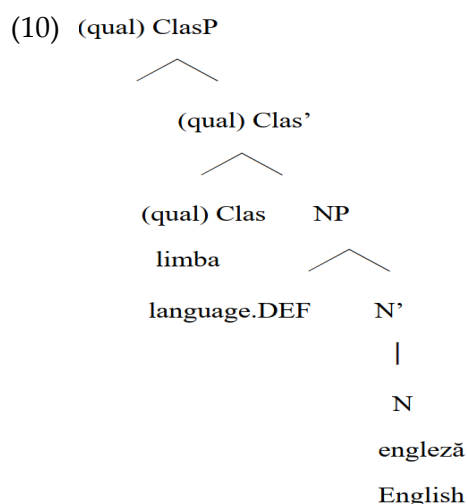 (10) (qual) ClasP
(qual) Clas’
(qual) Clas NP
limba
language.DEF N’
N
engleză
English